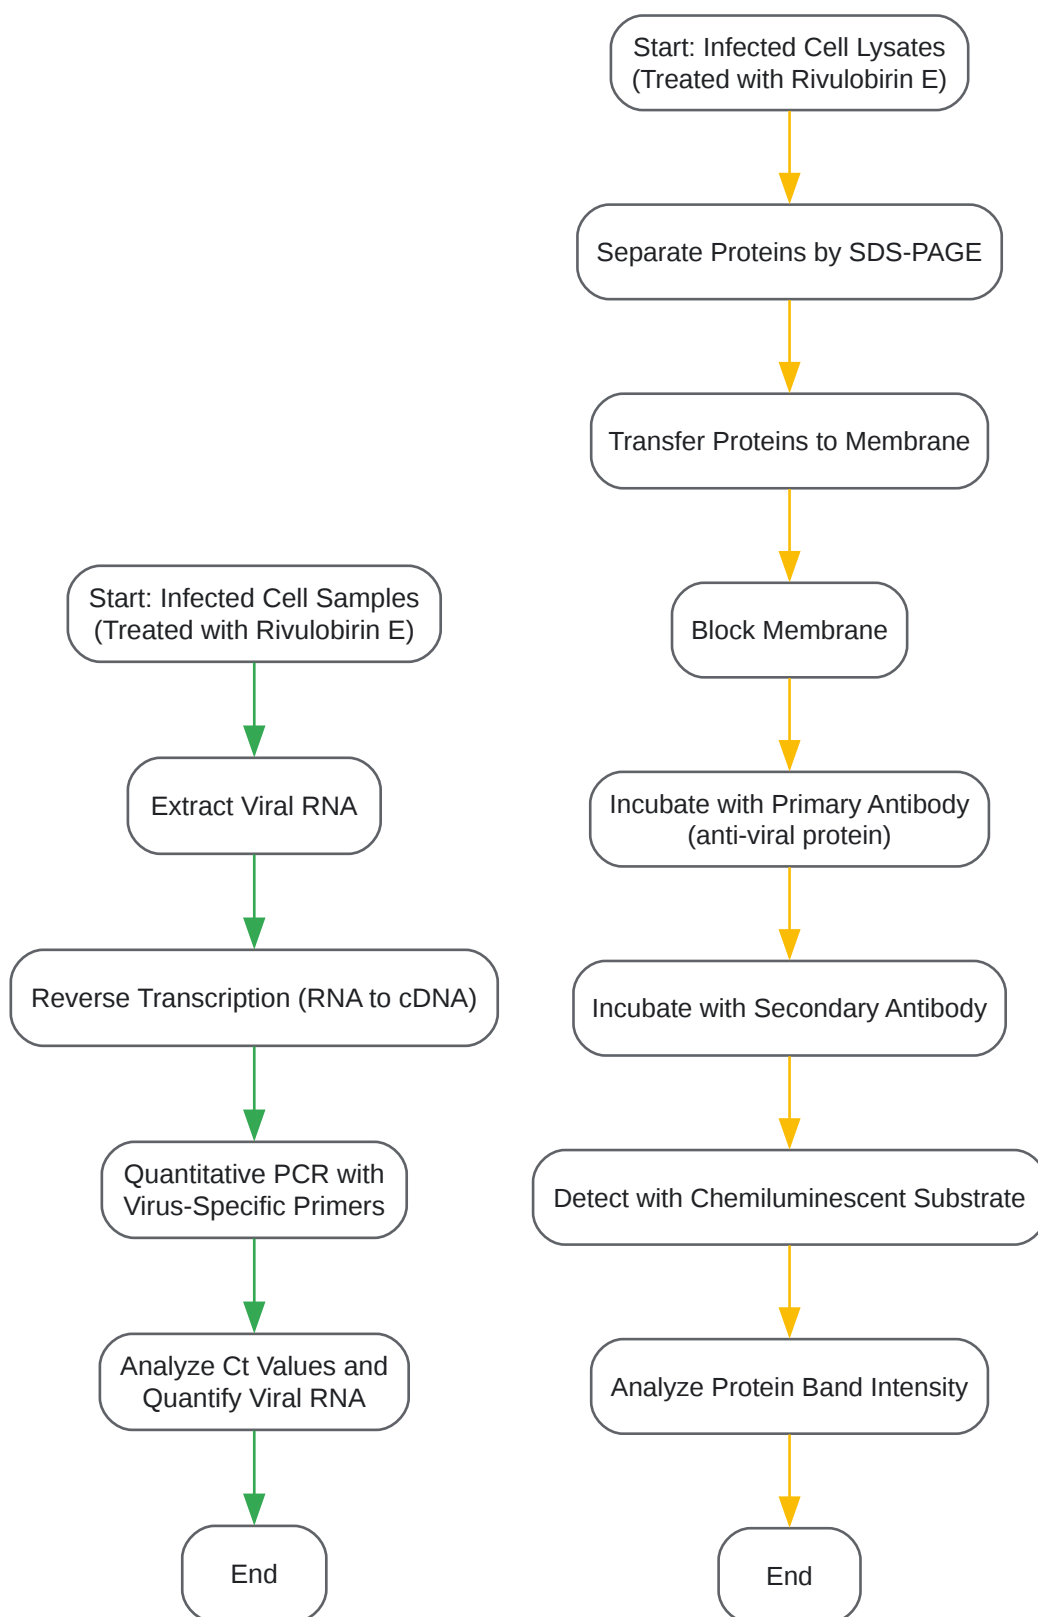 Start: Infected Cell Lysates
(Treated with Rivulobirin E)
Separate Proteins by SDS-PAGE
Transfer Proteins to Membrane
Block Membrane
Incubate with Primary Antibody
(anti-viral protein)
Incubate with Secondary Antibody
Detect with Chemiluminescent Substrate
Analyze Protein Band Intensity
End
Start: Infected Cell Samples
(Treated with Rivulobirin E)
Extract Viral RNA
Reverse Transcription (RNA to cDNA)
Quantitative PCR with
Virus-Specific Primers
Analyze Ct Values and
Quantify Viral RNA
End